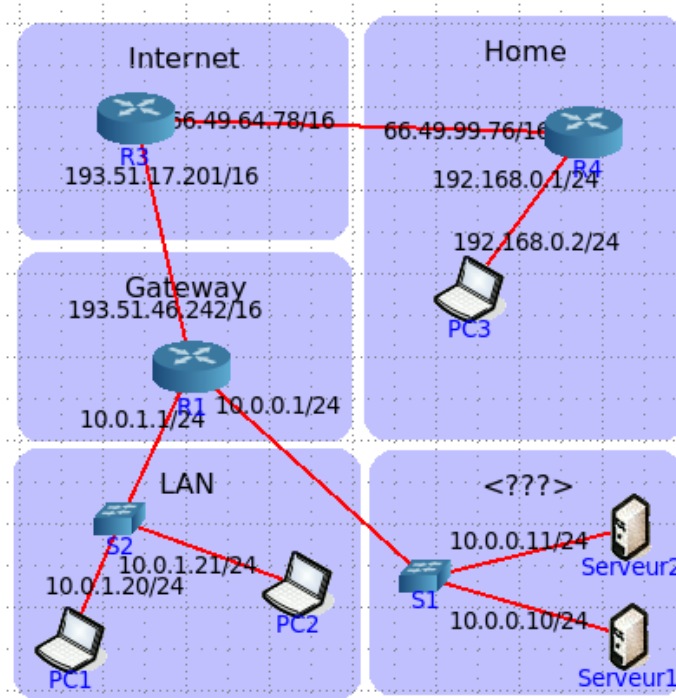 Internet
Home
66.49.64.78/16
66.49.99.76/16
R3
R4
193.51.17.201/16
192.168.0.1/24
192.168.0.2/24
PC3
Gateway
193.51.46.242/16
R1
10.0.1.1/24
10.0.0.1/24
LAN
<???>
S2
10.0.1.21/24
10.0.1.20/24
PC2
PC1
10.0.0.11/24
Serveur2
S1
10.0.0.10/24
Serveur1